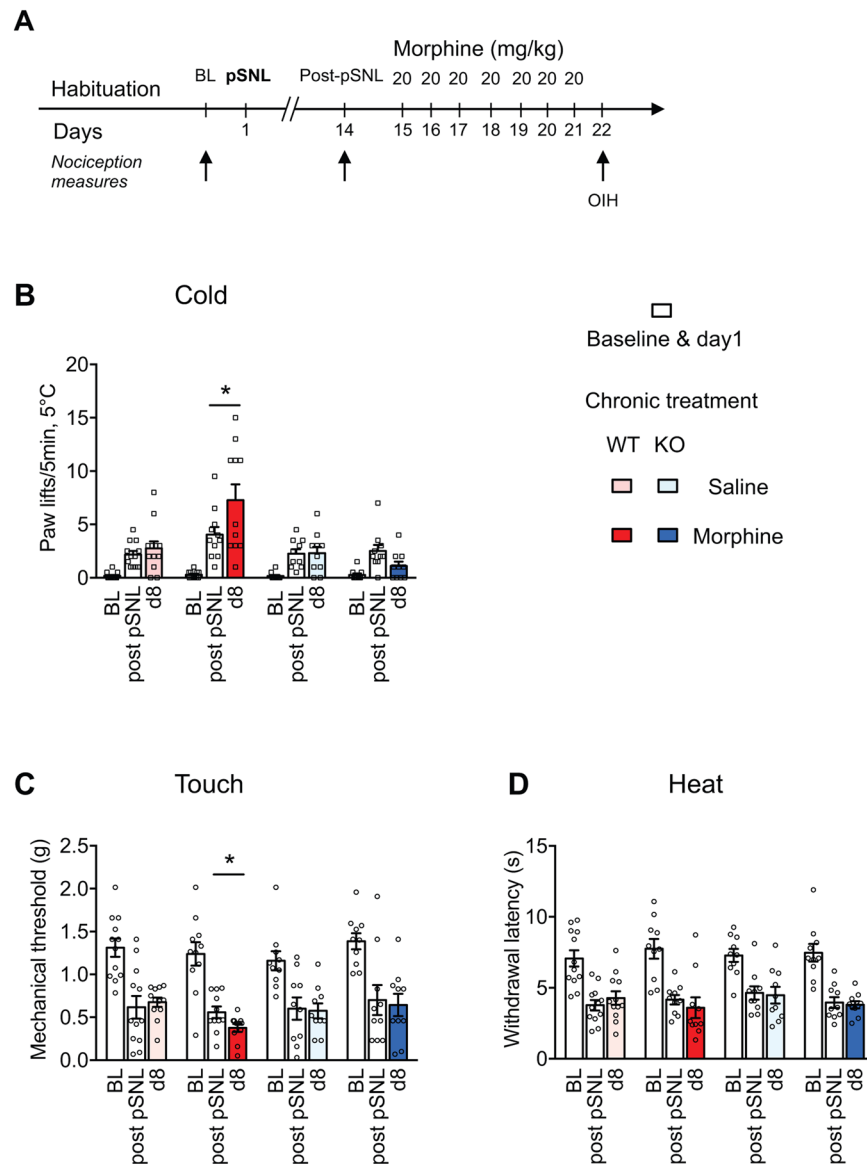 A
Morphine (mg/kg)
Habituation BL pSNL Post-pSNL 20 20 20 20 20 20 20
Days 1 14 15 16 17 18 19 20 21 22
Nociception
measures
OIH
B
Cold
Paw lifts/5min, 5°C
20
15
10
5
0
*
BL
post pSNL
d8
BL
post pSNL
d8
BL
post pSNL
d8
BL
post pSNL
d8
Baseline & day1
Chronic treatment
WT KO
Saline
Morphine
C
Touch
Mechanical threshold (g)
2.5
2.0
1.5
1.0
0.5
0.0
*
BL
post pSNL
d8
BL
post pSNL
d8
BL
post pSNL
d8
BL
post pSNL
d8
D
Heat
Withdrawal latency (s)
15
10
5
0
BL
post pSNL
d8
BL
post pSNL
d8
BL
post pSNL
d8
BL
post pSNL
d8